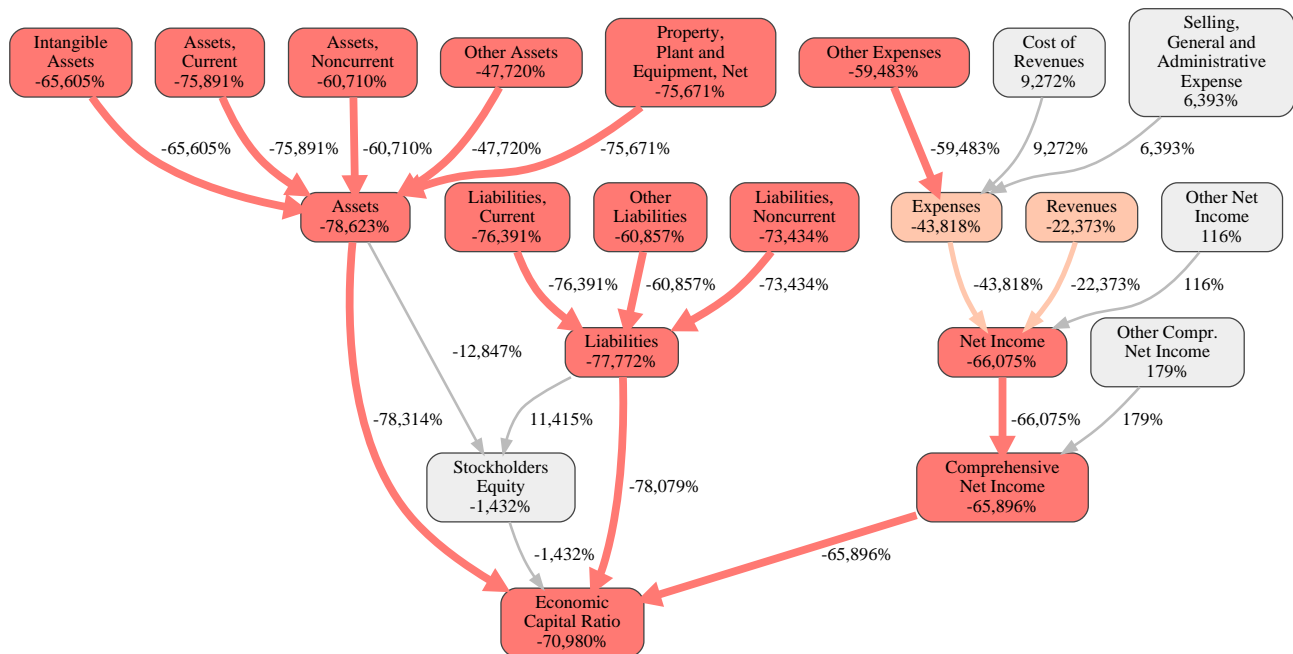 Intangible
Assets
-65,605%
Assets,
Current
-75,891%
Assets,
Noncurrent
-60,710%
Other Assets
-47,720%
Property,
Plant and
Equipment, Net
-75,671%
Other Expenses
-59,483%
Cost of
Revenues
9,272%
Selling,
General and
Administrative
Expense
6,393%
-65,605%
-75,891%
-60,710%
-47,720%
-75,671%
-59,483%
9,272%
6,393%
Assets
-78,623%
Liabilities,
Current
-76,391%
Other
Liabilities
-60,857%
Liabilities,
Noncurrent
-73,434%
Expenses
-43,818%
Revenues
-22,373%
Other Net
Income
116%
-76,391%
-60,857%
-73,434%
-43,818%
-22,373%
116%
-12,847%
Liabilities
-77,772%
Net Income
-66,075%
Other Compr.
Net Income
179%
-78,314%
11,415%
-66,075%
179%
Stockholders
Equity
-1,432%
-78,079%
Comprehensive
Net Income
-65,896%
-1,432%
-65,896%
Economic
Capital Ratio
-70,980%